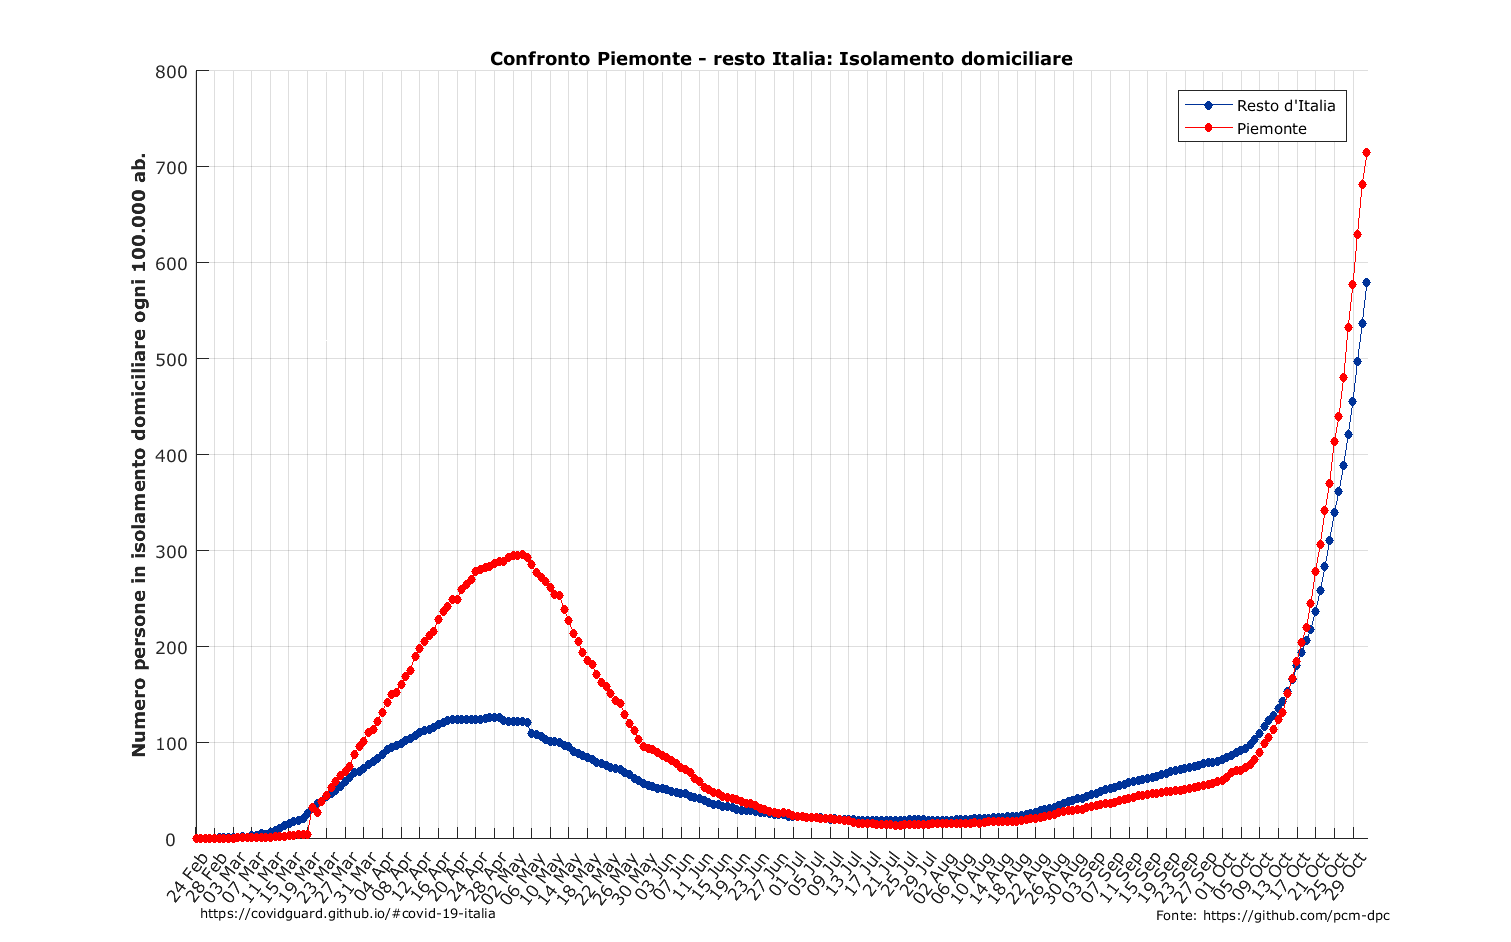 Confronto Piemonte - resto Italia: Isolamento domiciliare
Resto d'Italia
Piemonte
Numero persone in isolamento domiciliare ogni 100.000 ab.
800
700
600
500
400
300
200
100
0
24 Feb
28 Feb
03 Mar
07 Mar
11 Mar
15 Mar
19 Mar
23 Mar
27 Mar
31 Mar
04 Apr
08 Apr
12 Apr
16 Apr
20 Apr
24 Apr
28 Apr
02 May
06 May
10 May
14 May
18 May
22 May
26 May
30 May
03 Jun
07 Jun
11 Jun
15 Jun
19 Jun
23 Jun
27 Jun
01 Jul
05 Jul
09 Jul
13 Jul
17 Jul
21 Jul
25 Jul
29 Jul
02 Aug
06 Aug
10 Aug
14 Aug
18 Aug
22 Aug
26 Aug
30 Aug
03 Sep
07 Sep
11 Sep
15 Sep
19 Sep
23 Sep
27 Sep
01 Oct
05 Oct
09 Oct
13 Oct
17 Oct
21 Oct
25 Oct
29 Oct
https://covidguard.github.io/#covid-19-italia
Fonte: https://github.com/pcm-dpc